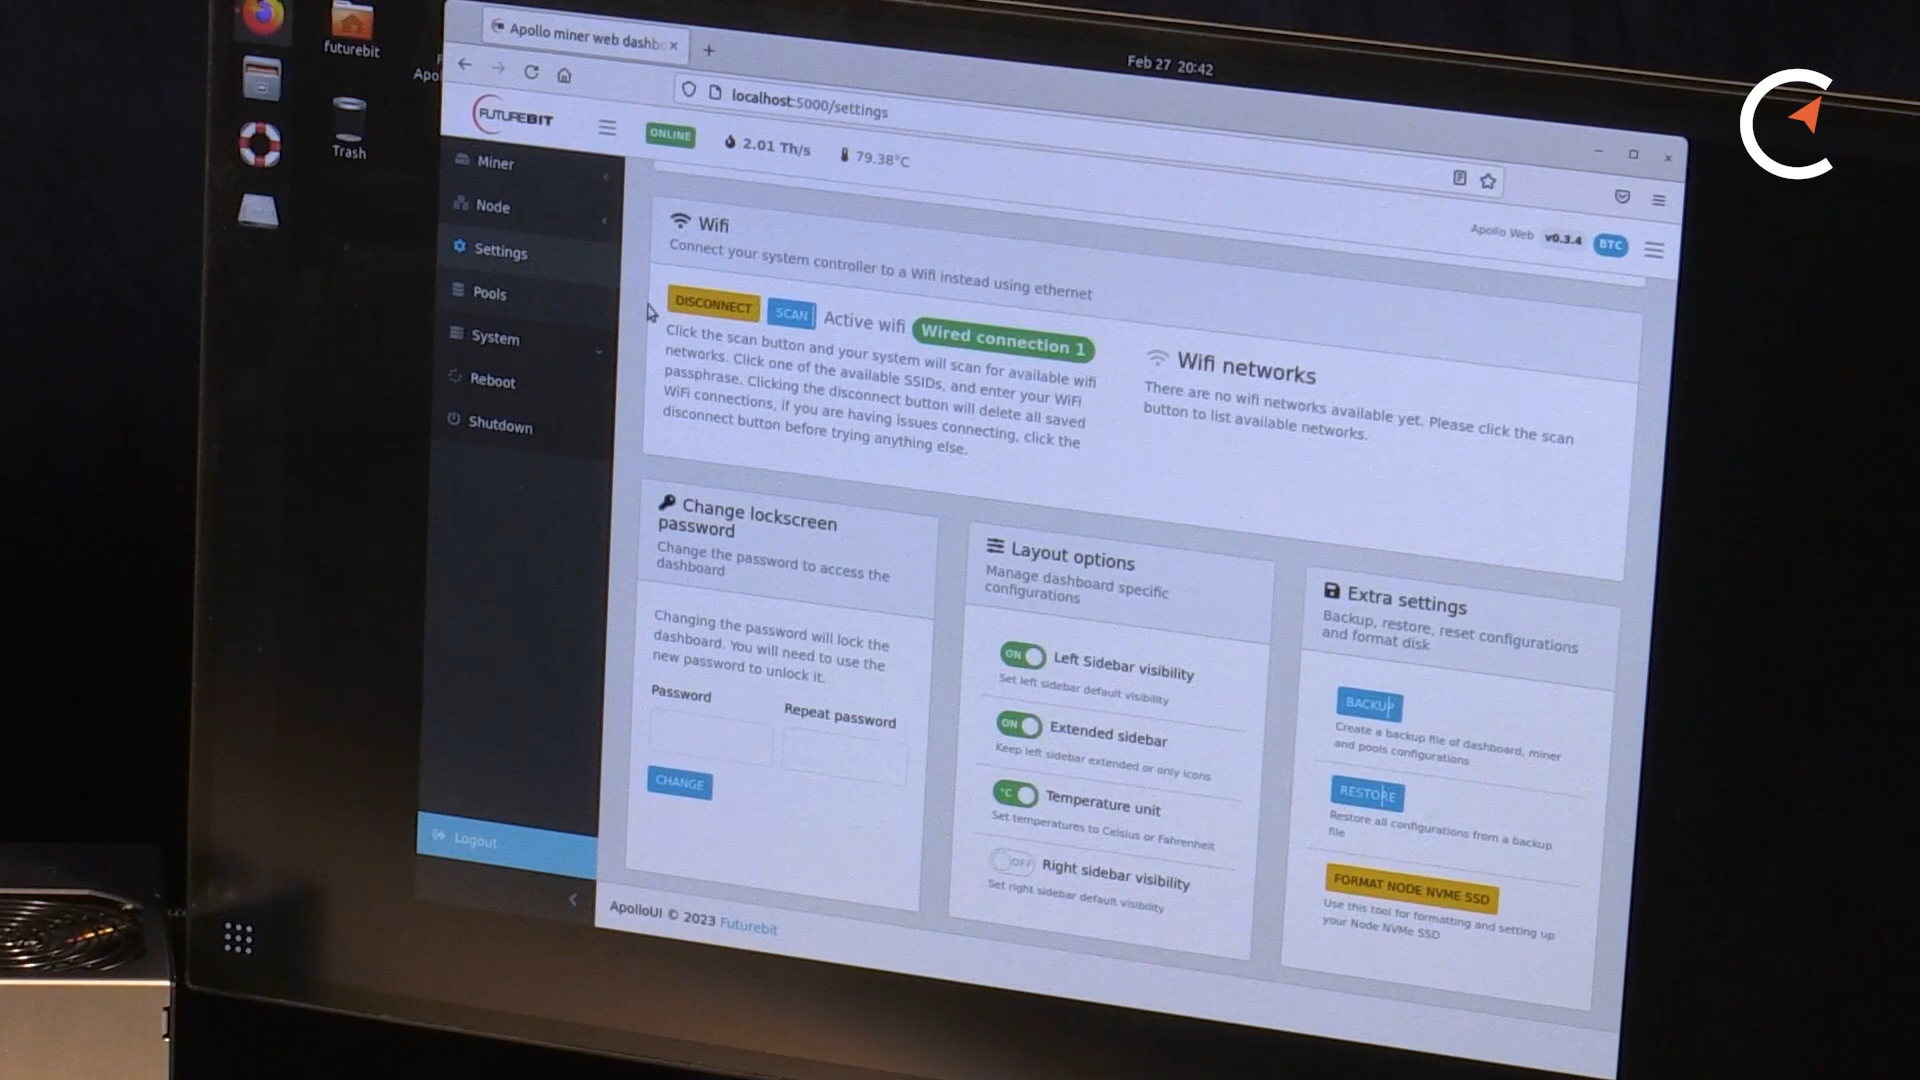 futurebit
Trash
Apo
Apollo miner web dashb
Feb 27 20:42
localhost:5000/settings
FUTUREBIT
ONLINE
2.01 Th/s
79.38°C
Apollo Web v0.3.4 BTC
Miner
Node
Settings
Pools
System
Reboot
Shutdown
Logout
Wifi
Connect your system controller to a Wifi instead using ethernet
DISCONNECT SCAN Active wifi Wired connection 1
Click the scan button and your system will scan for available wifi
networks. Click one of the available SSIDs, and enter your WiFi
passphrase. Clicking the disconnect button will delete all saved
WiFi connections, if you are having issues connecting, click the
disconnect button before trying anything else.
Wifi networks
There are no wifi networks available yet. Please click the scan
button to list available networks.
Change lockscreen
password
Change the password to access the
dashboard
Changing the password will lock the
dashboard. You will need to use the
new password to unlock it.
Password
Repeat password
CHANGE
Layout options
Manage dashboard specific
configurations
ON Left Sidebar visibility
Set left sidebar default visibility
ON Extended sidebar
Keep left sidebar extended or only icons
°C Temperature unit
Set temperatures to Celsius or Fahrenheit
OFF Right sidebar visibility
Set right sidebar default visibility
Extra settings
Backup, restore, reset configurations
and format disk
BACKUP
Create a backup file of dashboard, miner
and pools configurations
RESTORE
Restore all configurations from a backup
file
FORMAT NODE NVME SSD
Use this tool for formatting and setting up
your Node NVMe SSD
ApolloUI © 2023 Futurebit